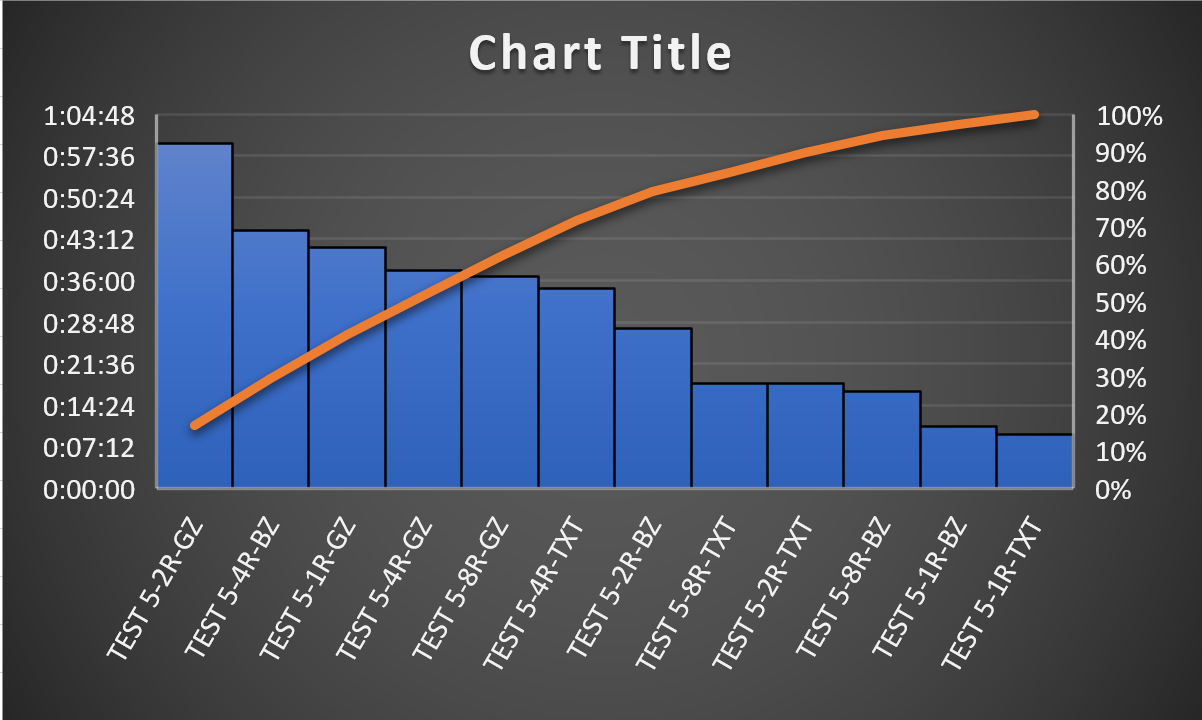 Chart Title
1:04:48
0:57:36
0:50:24
0:43:12
0:36:00
0:28:48
0:21:36
0:14:24
0:07:12
0:00:00
100%
90%
80%
70%
60%
50%
40%
30%
20%
10%
0%
TEST 5-2R-GZ
TEST 5-4R-BZ
TEST 5-1R-GZ
TEST 5-4R-GZ
TEST 5-8R-GZ
TEST 5-4R-TXT
TEST 5-2R-BZ
TEST 5-8R-TXT
TEST 5-2R-TXT
TEST 5-8R-BZ
TEST 5-1R-BZ
TEST 5-1R-TXT